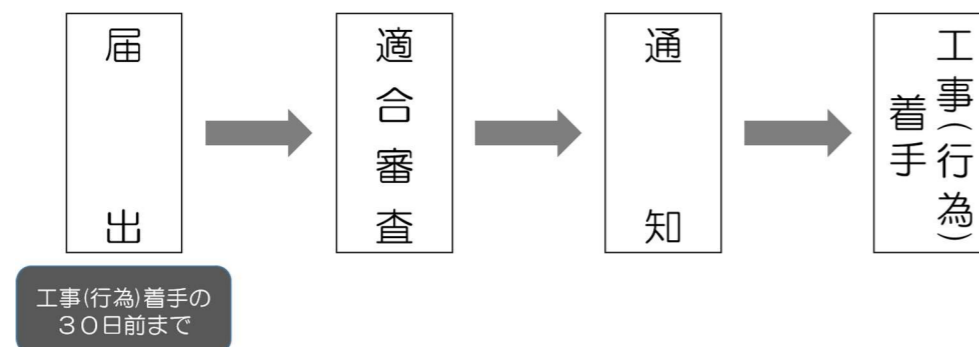 届出
適合審査
通知
工事(行為)
着手
工事(行為)着手の
３０日前まで